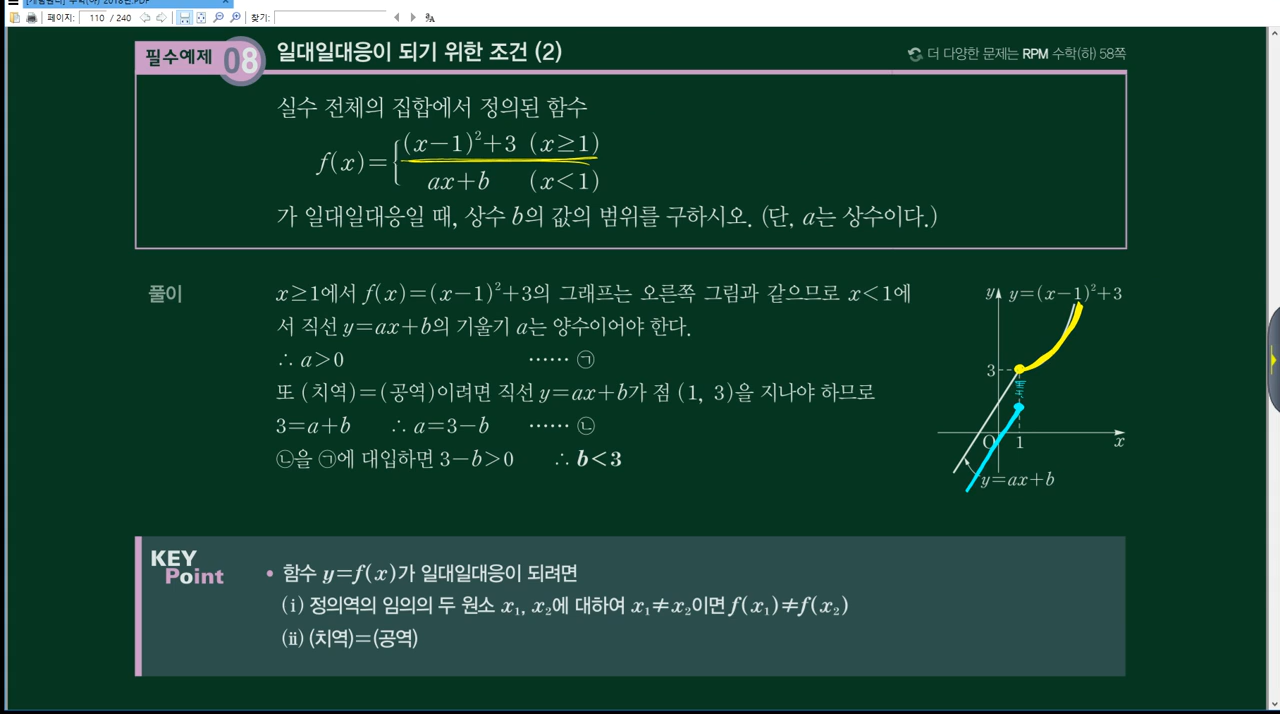 페이지: 110 / 240 찾기:
필수예제 08 일대일대응이 되기 위한 조건 (2) 더 다양한 문제는 RPM 수학(하) 58쪽
실수 전체의 집합에서 정의된 함수
f(x)={(x-1)²+3 (x≥1)
ax+b (x<1)
가 일대일대응일 때, 상수 b의 값의 범위를 구하시오. (단, a는 상수이다.)
풀이
x≥1에서 f(x)=(x-1)²+3의 그래프는 오른쪽 그림과 같으므로 x<1에
서 직선 y=ax+b의 기울기 a는 양수이어야 한다.
∴ a>0 …… ㉠
또 (치역)=(공역)이려면 직선 y=ax+b가 점 (1, 3)을 지나야 하므로
3=a+b ∴ a=3-b …… ㉡
㉡을 ㉠에 대입하면 3-b>0 ∴ b<3
y y=(x-1)²+3
3
O 1 x
y=ax+b
KEY
Point
• 함수 y=f(x)가 일대일대응이 되려면
(ⅰ) 정의역의 임의의 두 원소 x₁, x₂에 대하여 x₁≠x₂이면 f(x₁)≠f(x₂)
(ⅱ) (치역)=(공역)